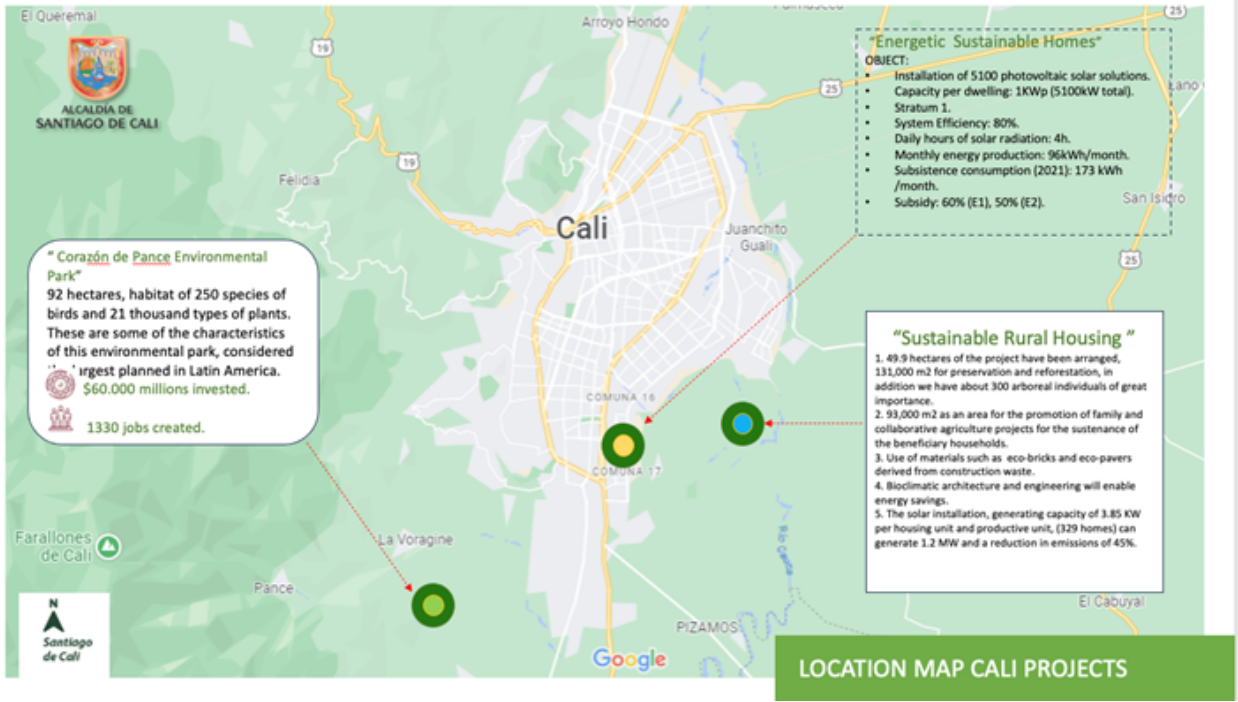 El Queremal
Arroyo Hondo
25
19
ALCALDÍA DE
SANTIAGO DE CALI
"Energetic Sustainable Homes"
OBJECT:
• Installation of 5100 photovoltaic solar solutions.
• Capacity per dwelling: 1KWp (5100kW total).
• Stratum 1.
• System Efficiency: 80%.
• Daily hours of solar radiation: 4h.
• Monthly energy production: 96kWh/month.
• Subsistence consumption (2021): 173 kWh
/month.
• Subsidy: 60% (E1), 50% (E2).
25
19
Felidia
San Isidro
Cali
Juanchito
Guali
25
" Corazón de Pance Environmental
Park"
92 hectares, habitat of 250 species of
birds and 21 thousand types of plants.
These are some of the characteristics
of this environmental park, considered
largest planned in Latin America.
$60.000 millions invested.
1330 jobs created.
"Sustainable Rural Housing "
1. 49.9 hectares of the project have been arranged,
131,000 m2 for preservation and reforestation, in
addition we have about 300 arboreal individuals of great
importance.
2. 93,000 m2 as an area for the promotion of family and
collaborative agriculture projects for the sustenance of
the beneficiary households.
3. Use of materials such as eco-bricks and eco-pavers
derived from construction waste.
4. Bioclimatic architecture and engineering will enable
energy savings.
5. The solar installation, generating capacity of 3.85 KW
per housing unit and productive unit, (329 homes) can
generate 1.2 MW and a reduction in emissions of 45%.
COMUNA 16
COMUNA 17
Farallones
de Cali
La Voragine
Pance
El Cabuyal
PIZAMOS
N
Santiago
de Cali
Google
LOCATION MAP CALI PROJECTS